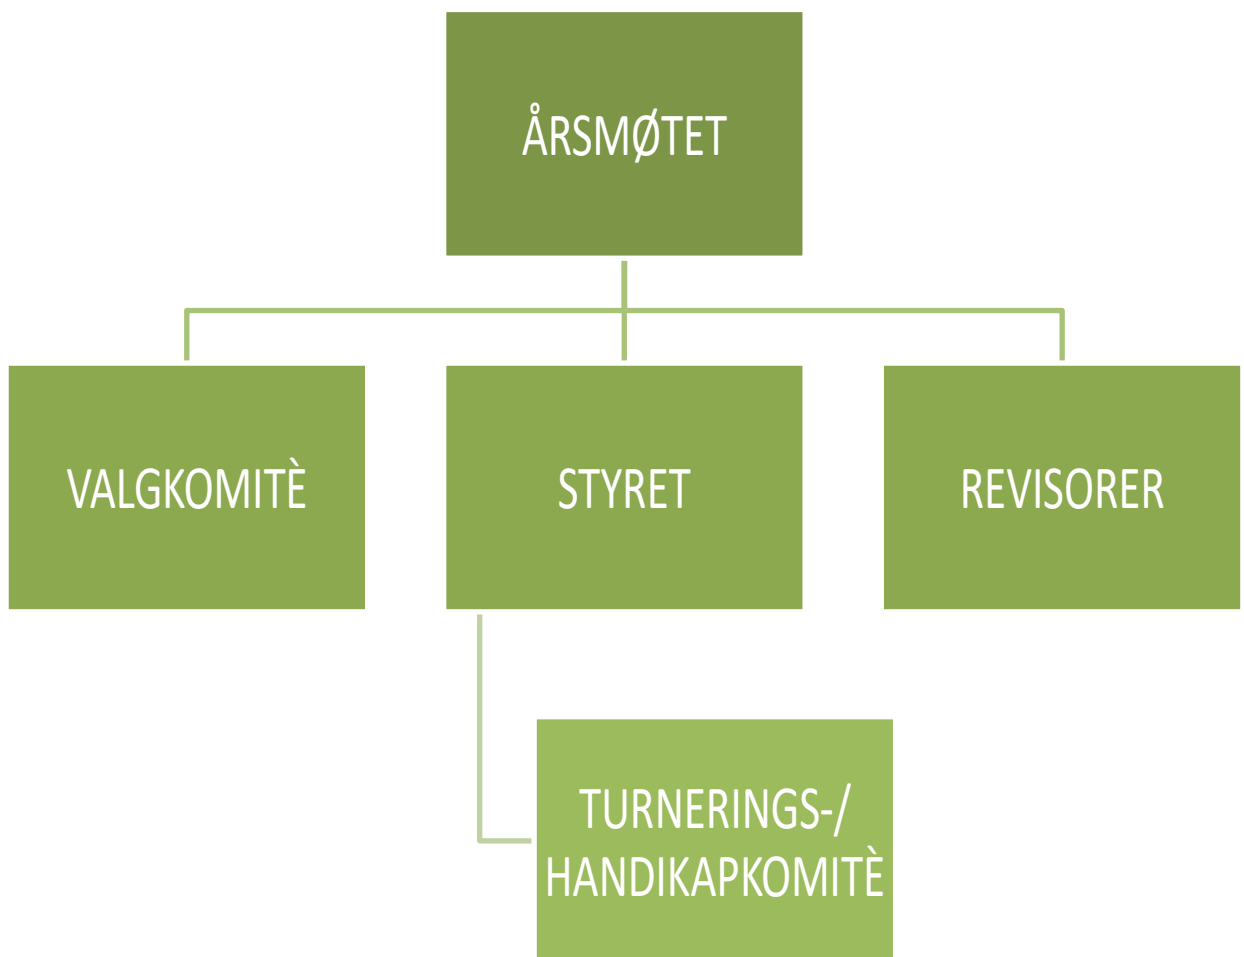 ÅRSMØTET
VALGKOMITÈ
STYRET
REVISORER
TURNERINGS-/
HANDIKAPKOMITÈ